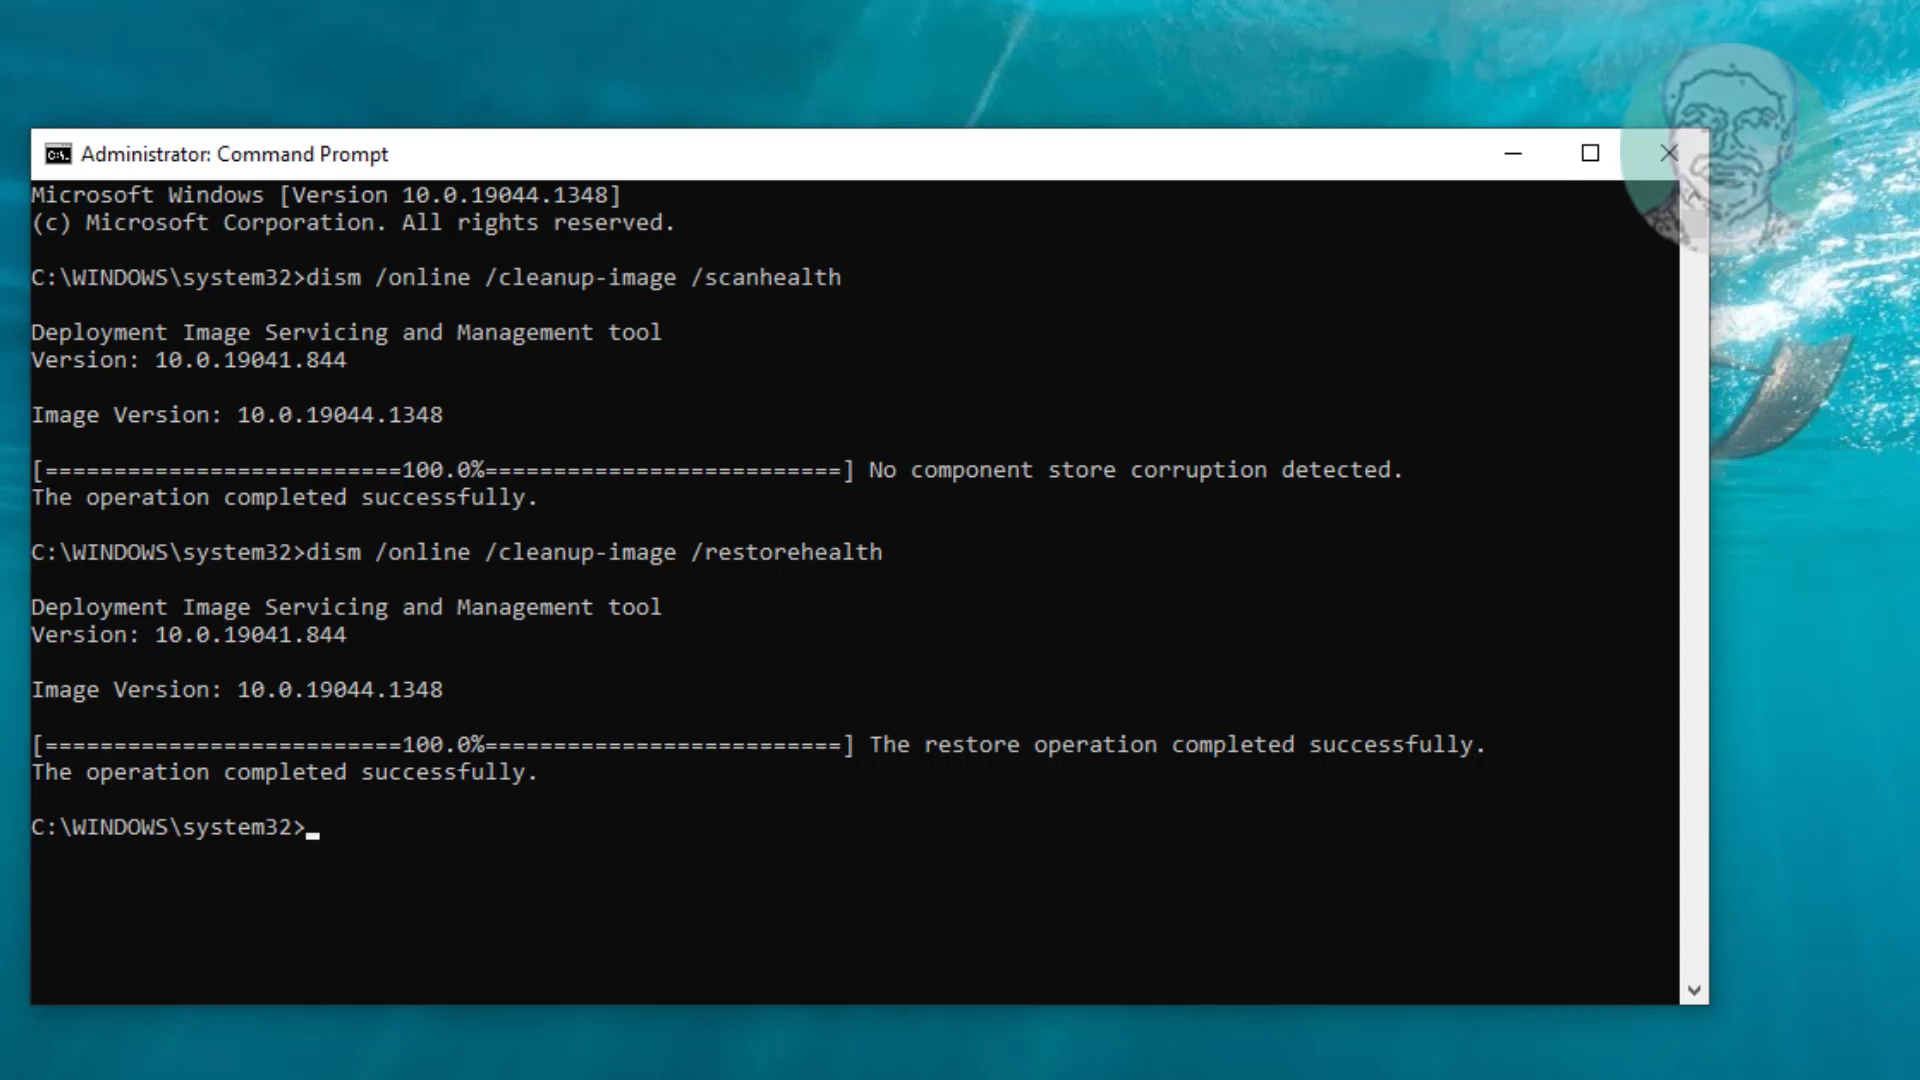 Administrator: Command Prompt
Microsoft Windows [Version 10.0.19044.1348]
(c) Microsoft Corporation. All rights reserved.
C:\WINDOWS\system32>dism /online /cleanup-image /scanhealth
Deployment Image Servicing and Management tool
Version: 10.0.19041.844
Image Version: 10.0.19044.1348
[==========================100.0%==========================] No component store corruption detected.
The operation completed successfully.
C:\WINDOWS\system32>dism /online /cleanup-image /restorehealth
Deployment Image Servicing and Management tool
Version: 10.0.19041.844
Image Version: 10.0.19044.1348
[==========================100.0%==========================] The restore operation completed successfully.
The operation completed successfully.
C:\WINDOWS\system32>